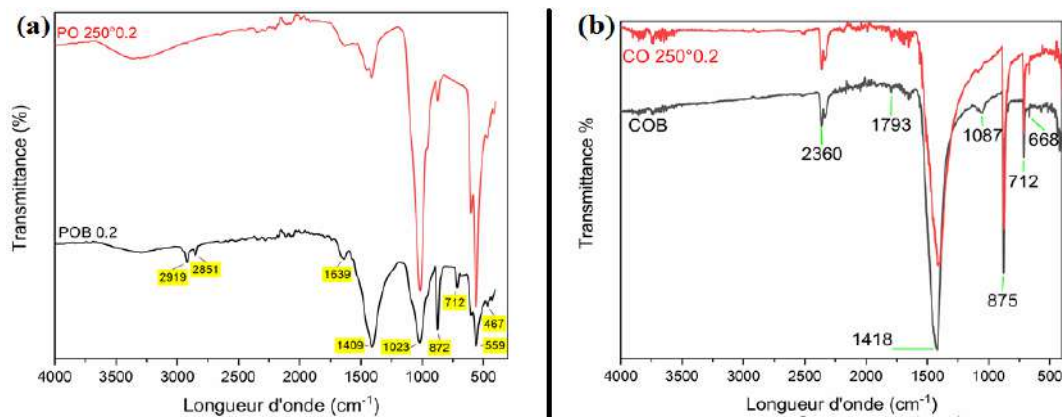 (a)
PO 250°0.2
POB 0.2
2919
2851
1639
1409
1023
872
712
559
467
Transmittance (%)
4000 3500 3000 2500 2000 1500 1000 500
Longueur d'onde (cm⁻¹)
(b)
CO 250°0.2
COB
2360
1793
1418
1087
875
712
668
Transmittance %
4000 3500 3000 2500 2000 1500 1000 500
Longueur d'onde (cm⁻¹)